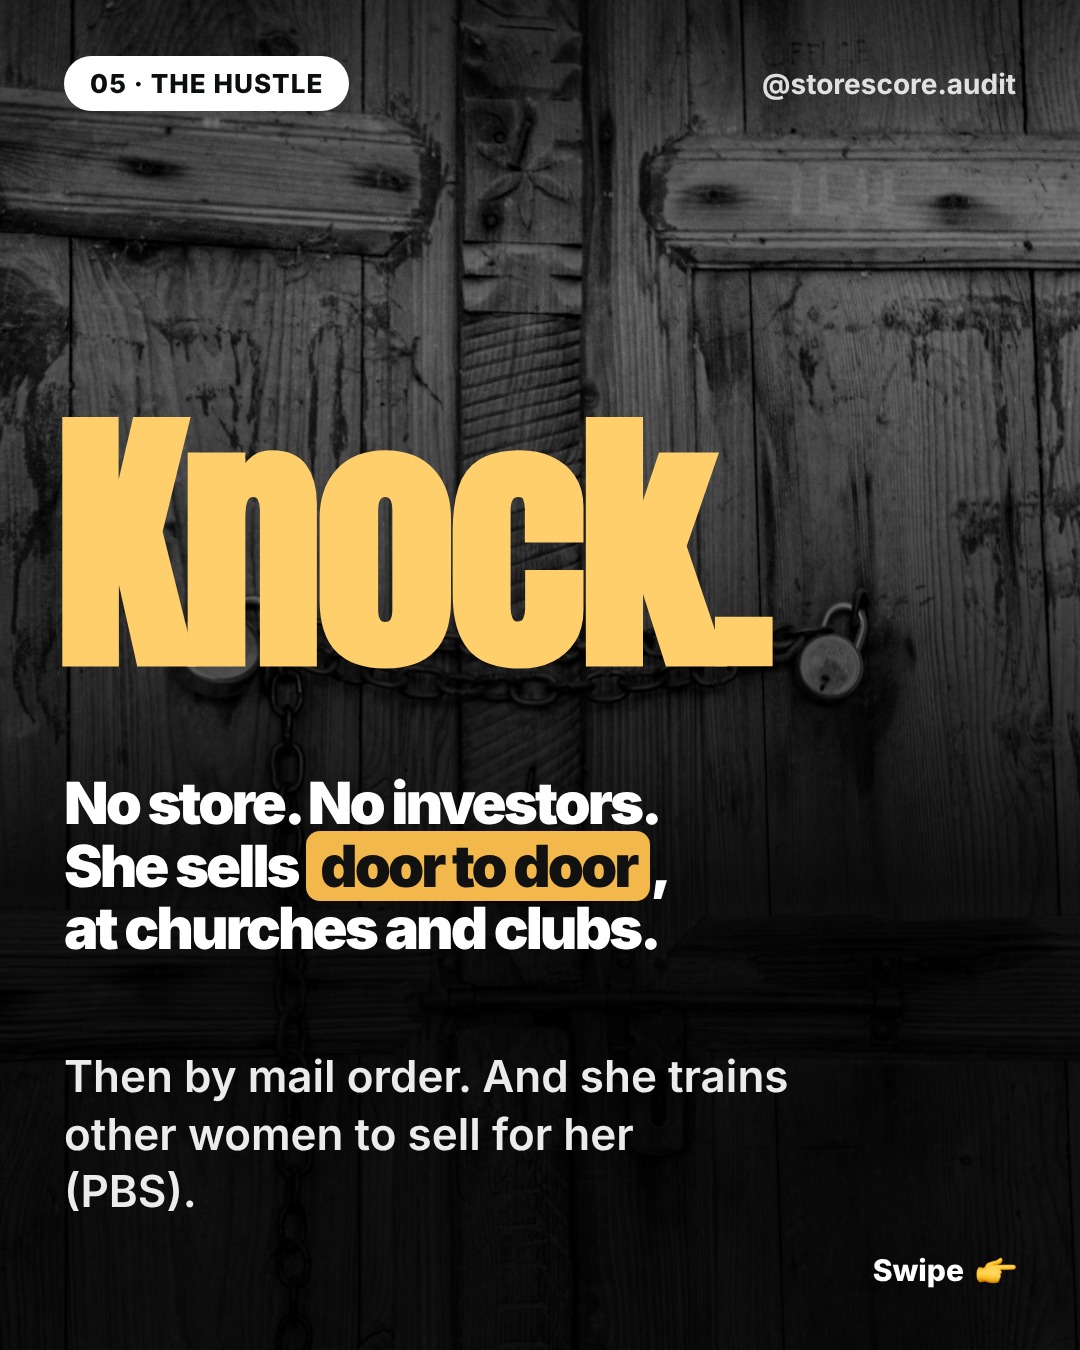 05 · THE HUSTLE
@storescore.audit
Knock.
No store. No investors.
She sells door to door,
at churches and clubs.
Then by mail order. And she trains
other women to sell for her
(PBS).
Swipe 👉